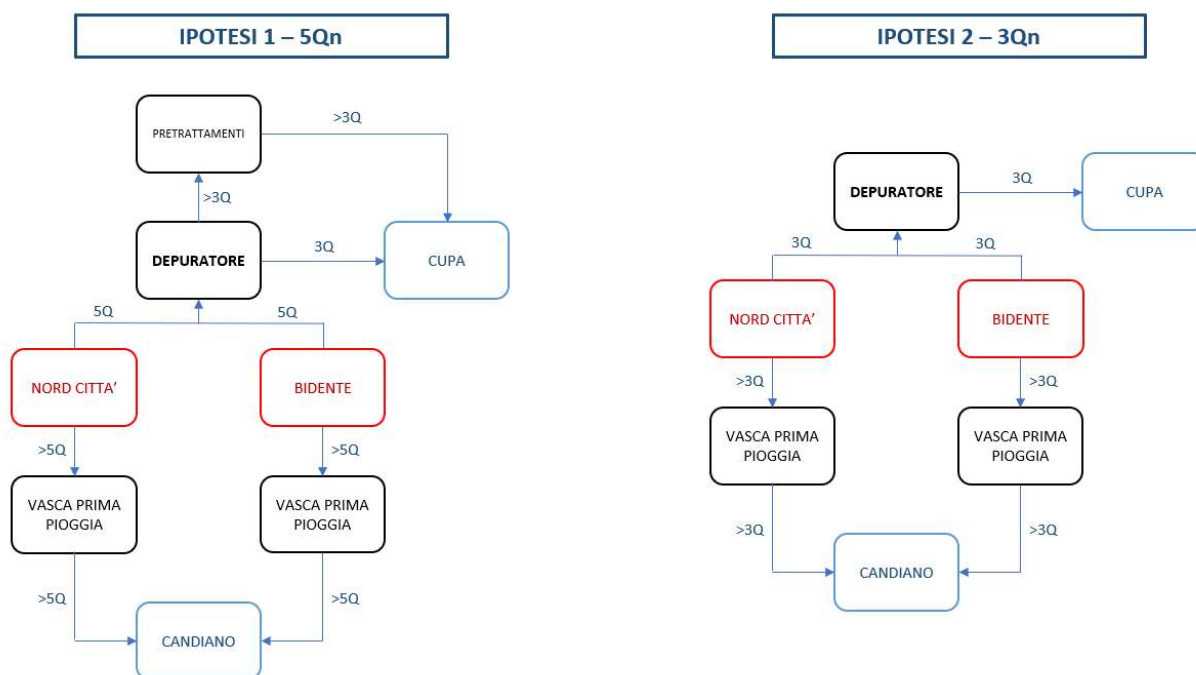 IPOTESI 1 – 5Qn
PRETRATTAMENTI
>3Q
>3Q
DEPURATORE
3Q
CUPA
5Q
5Q
NORD CITTA'
BIDENTE
>5Q
>5Q
VASCA PRIMA
PIOGGIA
VASCA PRIMA
PIOGGIA
>5Q
>5Q
CANDIANO
IPOTESI 2 – 3Qn
DEPURATORE
3Q
CUPA
3Q
3Q
NORD CITTA'
BIDENTE
>3Q
>3Q
VASCA PRIMA
PIOGGIA
VASCA PRIMA
PIOGGIA
>3Q
>3Q
CANDIANO